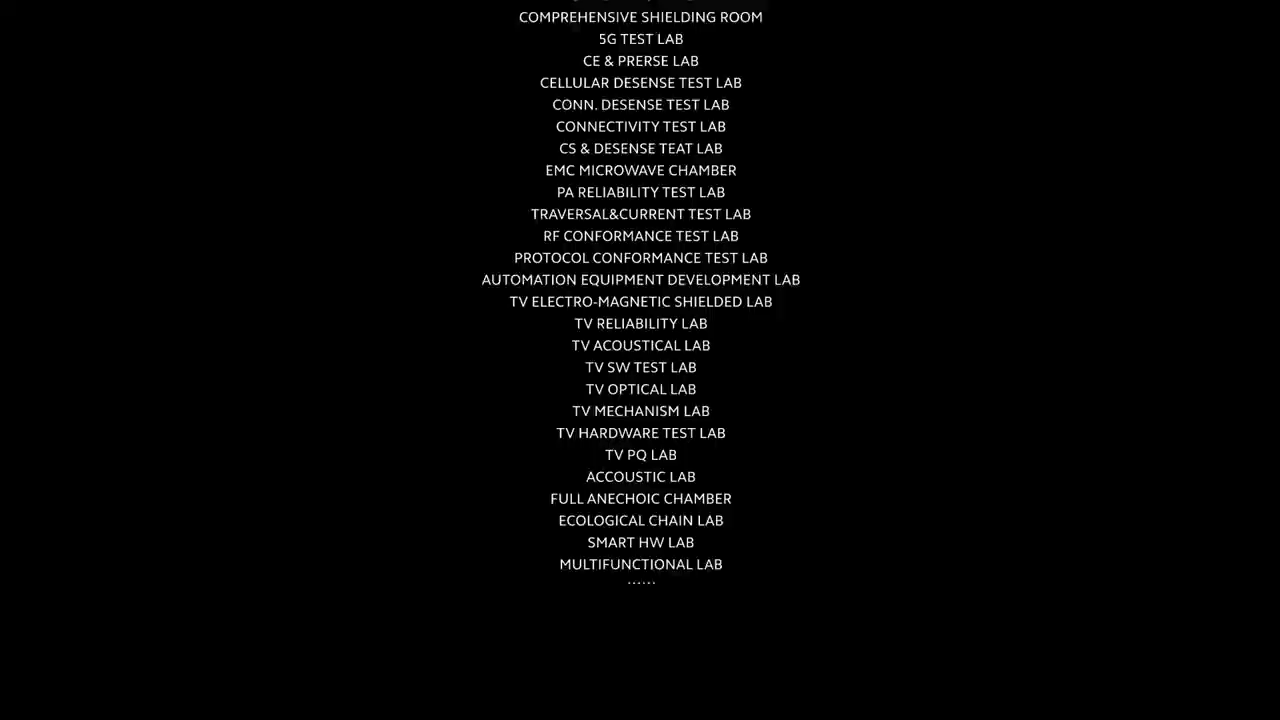 COMPREHENSIVE SHIELDING ROOM
5G TEST LAB
CE & PRERSE LAB
CELLULAR DESENSE TEST LAB
CONN. DESENSE TEST LAB
CONNECTIVITY TEST LAB
CS & DESENSE TEAT LAB
EMC MICROWAVE CHAMBER
PA RELIABILITY TEST LAB
TRAVERSAL&CURRENT TEST LAB
RF CONFORMANCE TEST LAB
PROTOCOL CONFORMANCE TEST LAB
AUTOMATION EQUIPMENT DEVELOPMENT LAB
TV ELECTRO-MAGNETIC SHIELDED LAB
TV RELIABILITY LAB
TV ACOUSTICAL LAB
TV SW TEST LAB
TV OPTICAL LAB
TV MECHANISM LAB
TV HARDWARE TEST LAB
TV PQ LAB
ACCOUSTIC LAB
FULL ANECHOIC CHAMBER
ECOLOGICAL CHAIN LAB
SMART HW LAB
MULTIFUNCTIONAL LAB
......